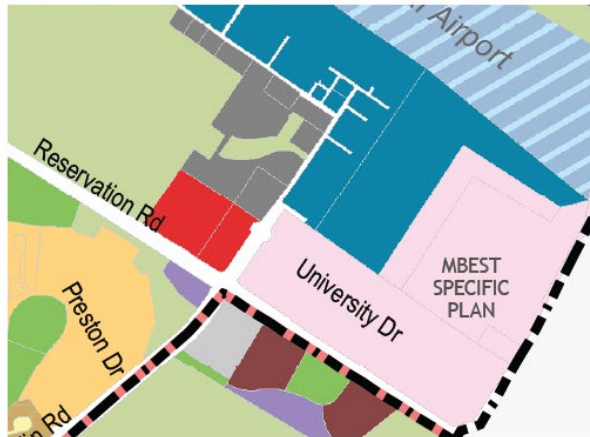 Airport
Reservation Rd
University Dr
MBEST
SPECIFIC
PLAN
Preston Dr
Rd